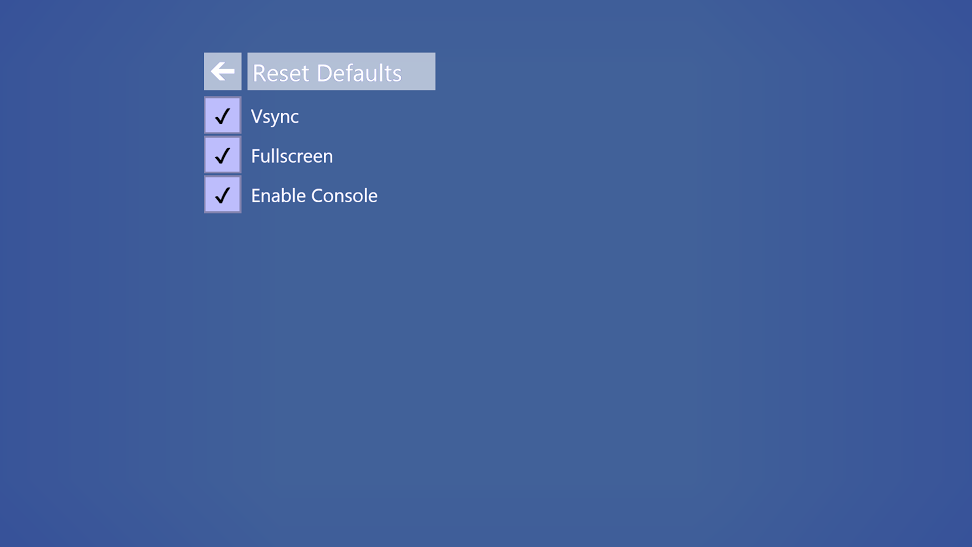 Reset Defaults
Vsync
Fullscreen
Enable Console